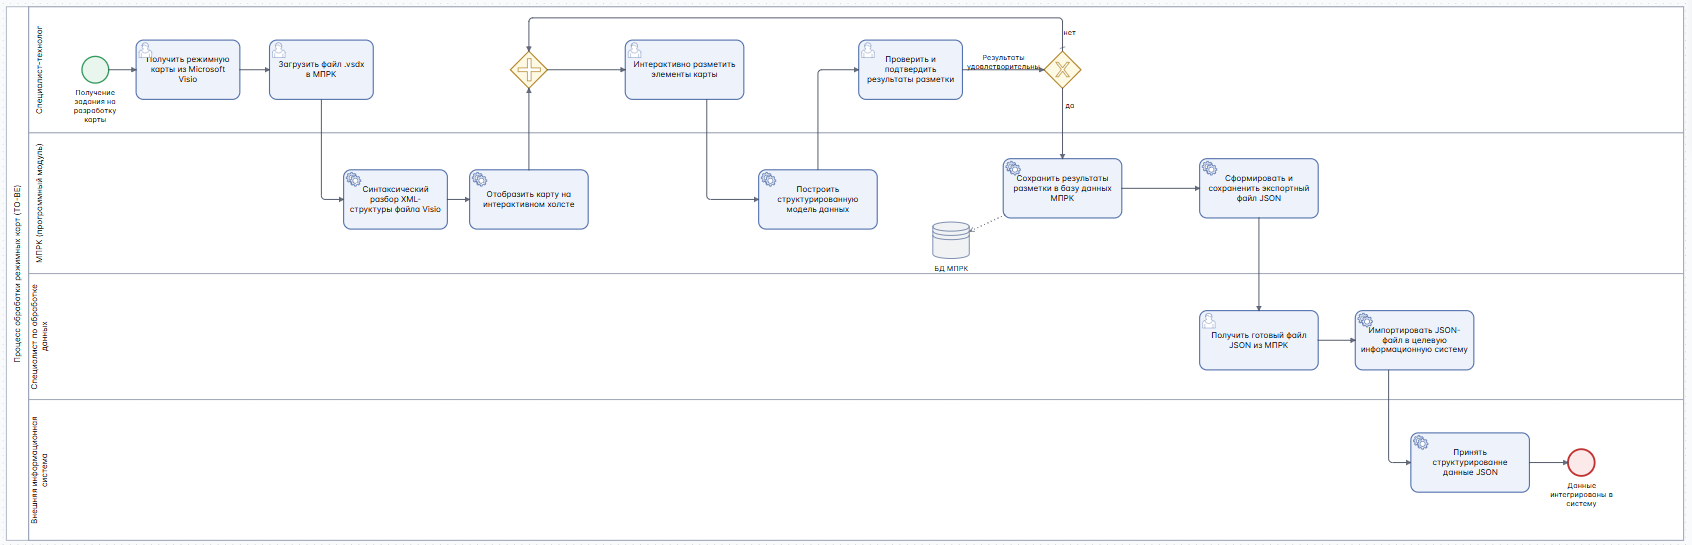 Процесс обработки режимных карт (TO-BE)
Специалист-технолог
Получение
задания на
разработку
карты
Получить режимную
карты из Microsoft
Visio
Загрузить файл .vsdx
в МПРК
Интерактивно разметить
элементы карты
Проверить и
подтвердить
результаты разметки
Результаты
удовлетворительны
нет
да
МПРК (программный модуль)
Синтаксический
разбор XML-
структуры файла Visio
Отобразить карту на
интерактивном холсте
Построить
структурированную
модель данных
Сохранить результаты
разметки в базу данных
МПРК
БД МПРК
Сформировать и
сохраненить экспортный
файл JSON
Специалист по обработке
данных
Получить готовый файл
JSON из МПРК
Импортировать JSON-
файл в целевую
информационную систему
Внешняя информационная
система
Принять
структурированне
данные JSON
Данные
интегрированы в
систему